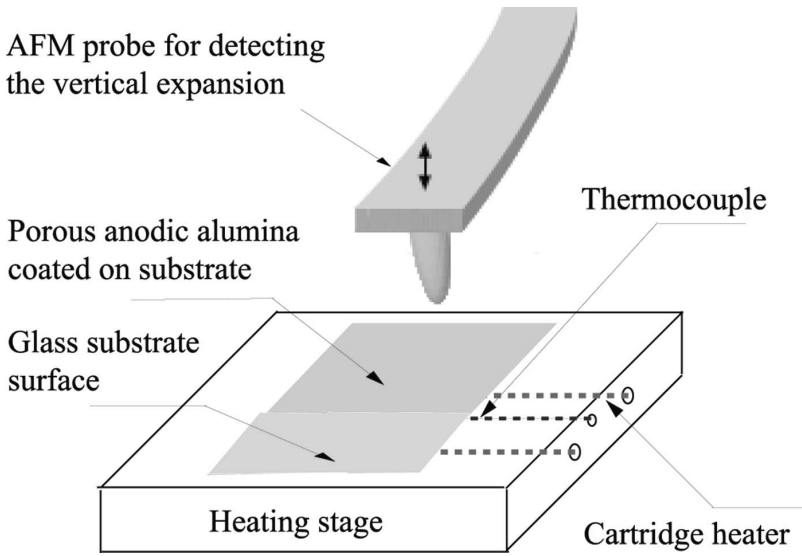 AFM probe for detecting
the vertical expansion
Thermocouple
Porous anodic alumina
coated on substrate
Glass substrate
surface
Heating stage
Cartridge heater